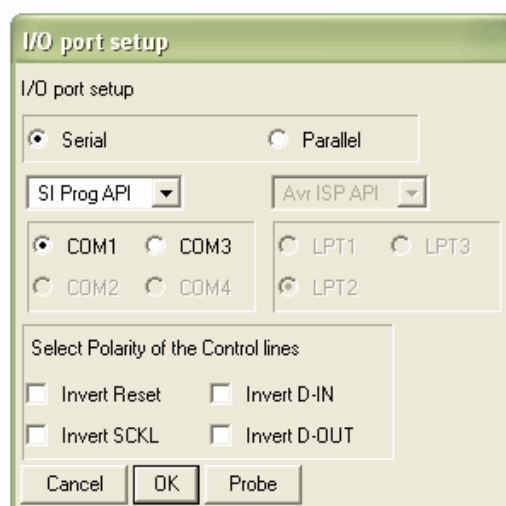 I/O port setup
I/O port setup
Serial Parallel
SI Prog API Avr ISP API
COM1 COM3 LPT1 LPT3
COM2 COM4 LPT2
Select Polarity of the Control lines
Invert Reset Invert D-IN
Invert SCKL Invert D-OUT
Cancel OK Probe